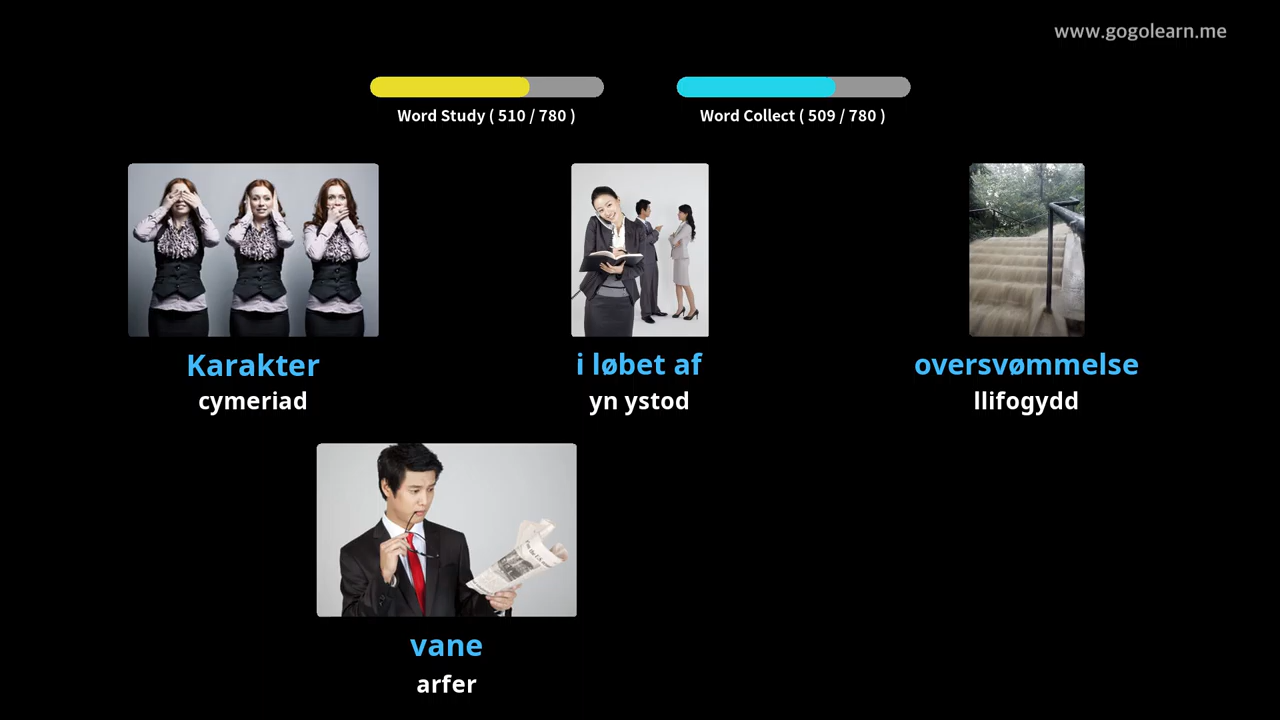 www.gogolearn.me
Word Study ( 510 / 780 )
Word Collect ( 509 / 780 )
Karakter
i løbet af
oversvømmelse
cymeriad
yn ystod
llifogydd
vane
arfer